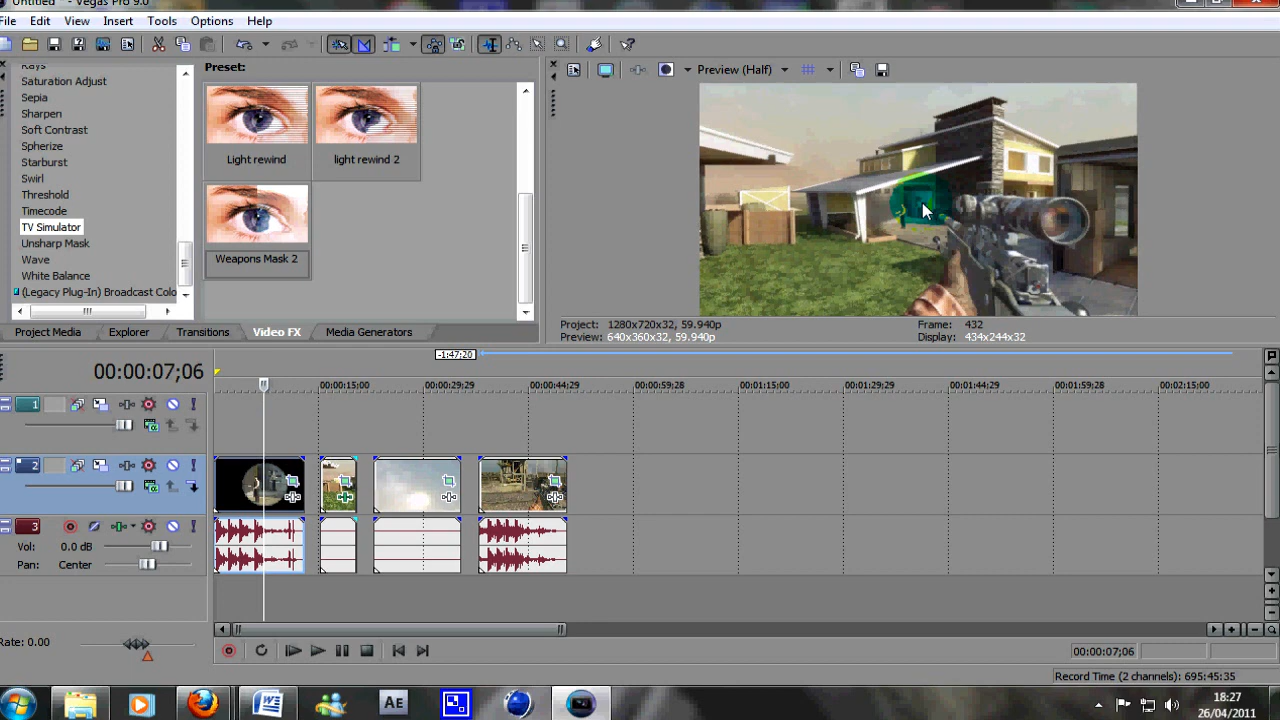 Untitled * - Vegas Pro 9.0
File Edit View Insert Tools Options Help
Rays
Saturation Adjust
Sepia
Sharpen
Soft Contrast
Spherize
Starburst
Swirl
Threshold
Timecode
TV Simulator
Unsharp Mask
Wave
White Balance
(Legacy Plug-In) Broadcast Colo
Preset:
Light rewind
light rewind 2
Weapons Mask 2
Preview (Half)
Project: 1280x720x32, 59.940p
Preview: 640x360x32, 59.940p
Frame: 432
Display: 434x244x32
Project Media Explorer Transitions Video FX Media Generators
-1:47:20
00:00:07;06
00:00:15:00 00:00:29:29 00:00:44:29 00:00:59:28 00:01:15:00 00:01:29:29 00:01:44:29 00:01:59:28 00:02:15:00
1
2
3
Vol: 0.0 dB
Pan: Center
Rate: 0.00
00:00:07;06
Record Time (2 channels): 695:45:35
AE
18:27
26/04/2011